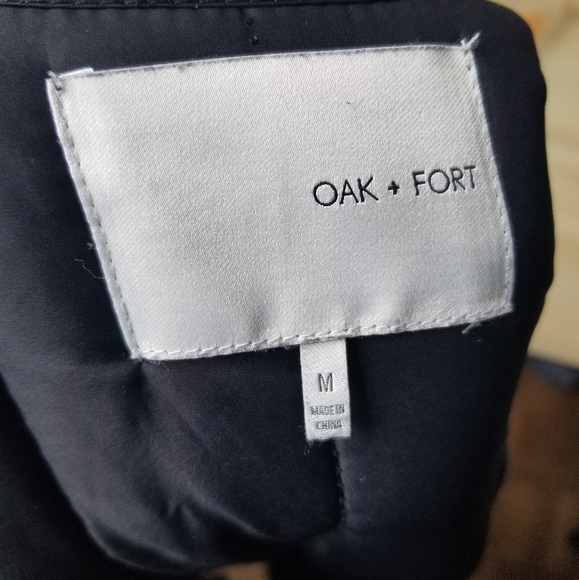 OAK + FORT
M
MADE IN
CHINA